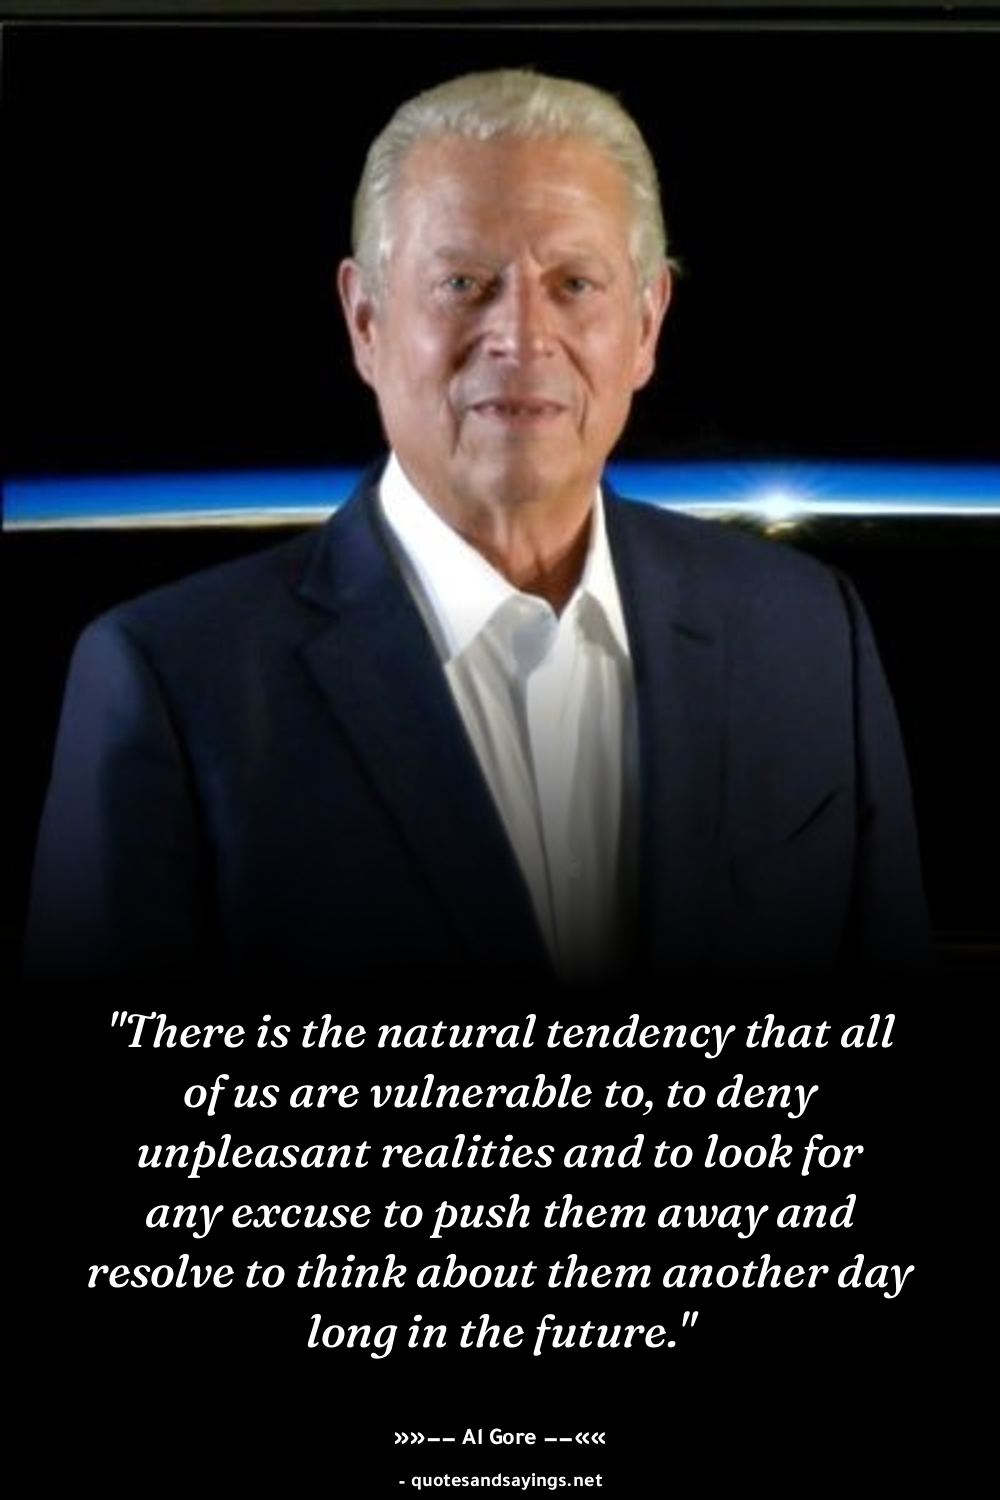 "There is the natural tendency that all
of us are vulnerable to, to deny
unpleasant realities and to look for
any excuse to push them away and
resolve to think about them another day
long in the future."
»»−− Al Gore −−««
- quotesandsayings.net